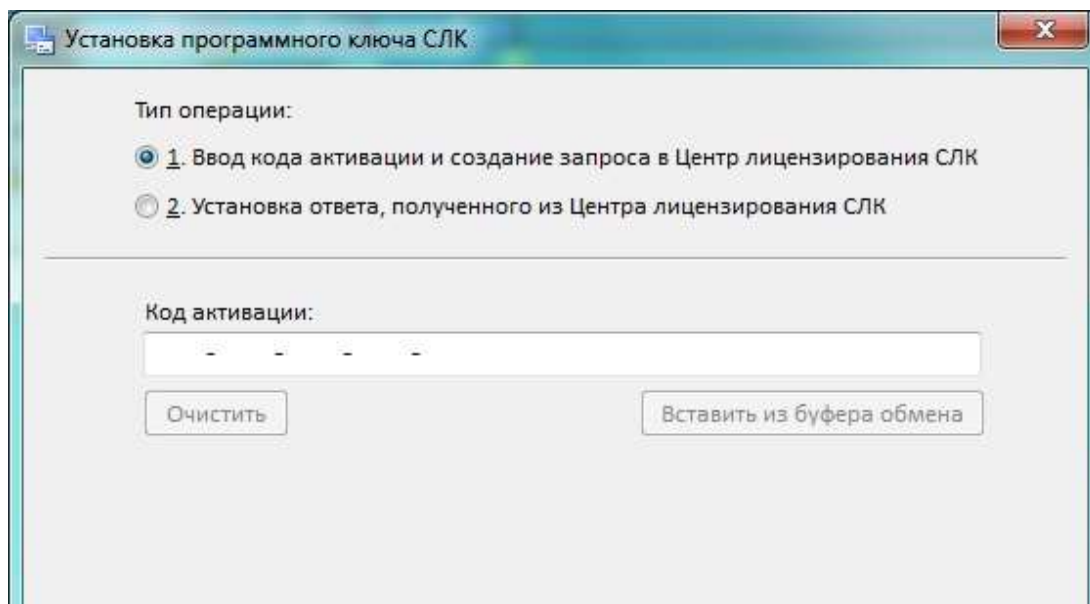 Установка программного ключа СЛК
Тип операции:
1. Ввод кода активации и создание запроса в Центр лицензирования СЛК
2. Установка ответа, полученного из Центра лицензирования СЛК
Код активации:
- - - -
Очистить Вставить из буфера обмена